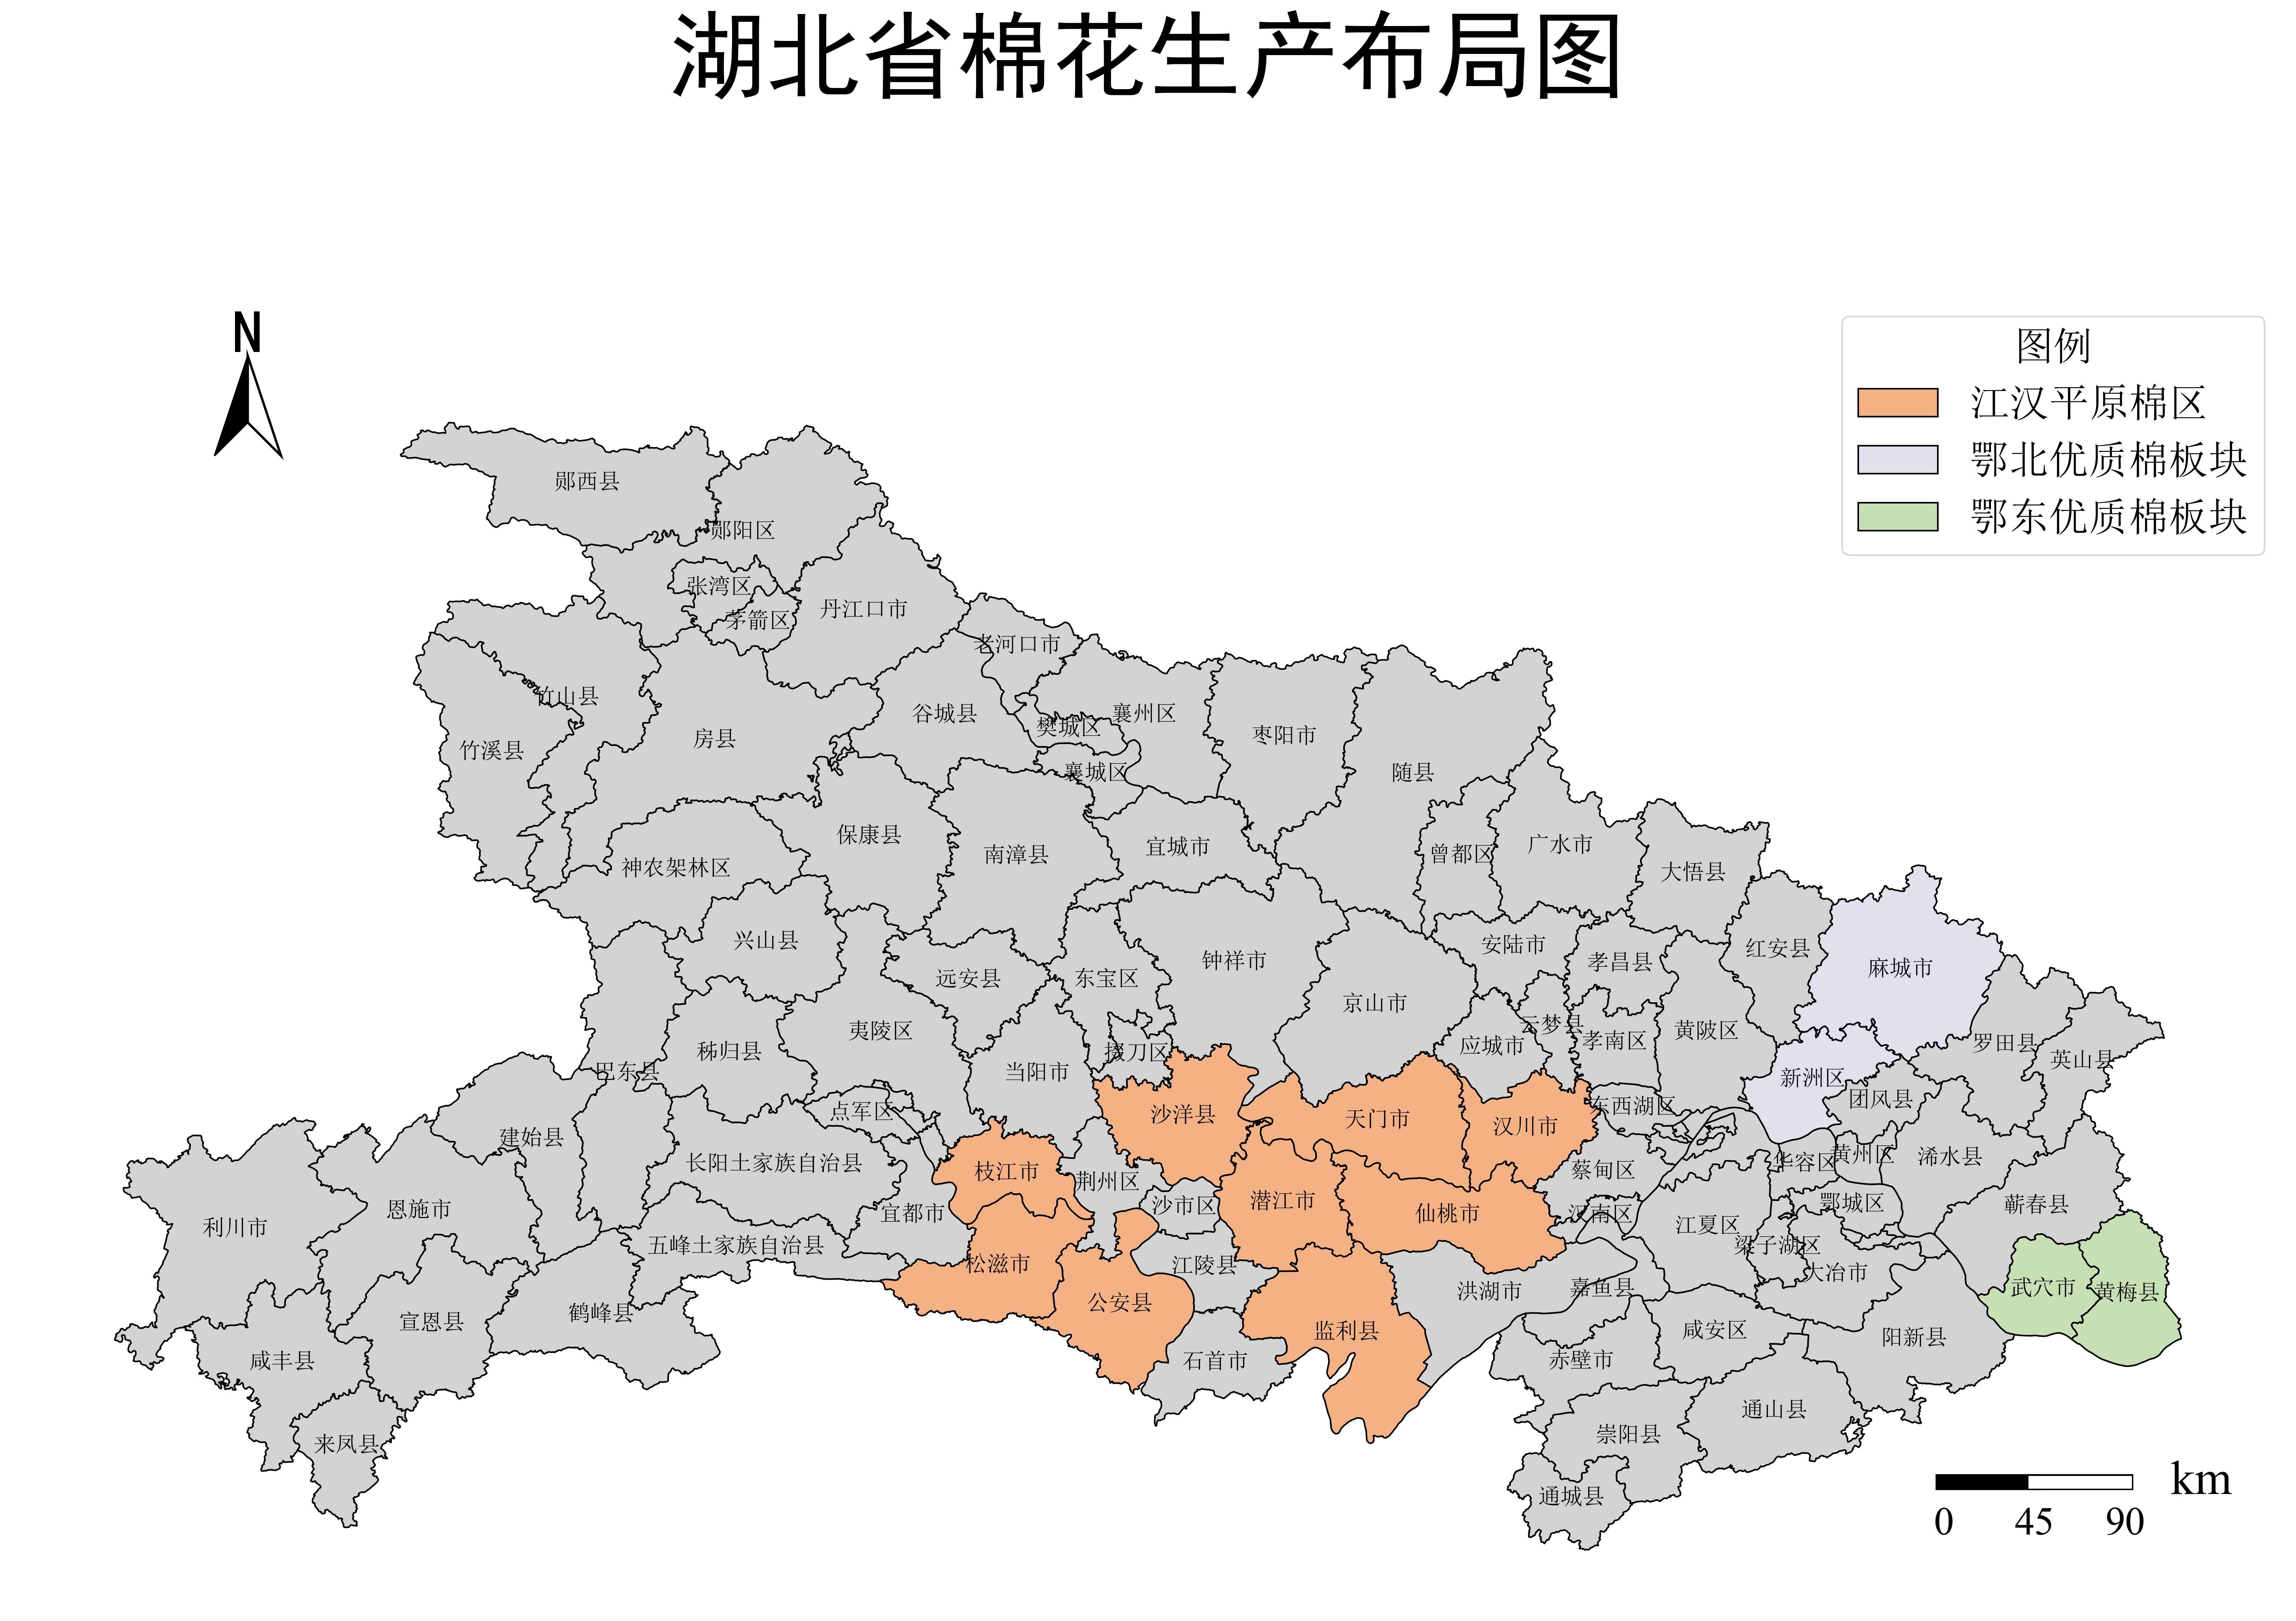 湖北省棉花生产布局图
N
图例
江汉平原棉区
鄂北优质棉板块
鄂东优质棉板块
郧西县
郧阳区
张湾区
茅箭区
丹江口市
老河口市
竹山县
谷城县
襄州区
樊城区
枣阳市
房县
竹溪县
襄城区
随县
保康县
南漳县
宜城市
曾都区
广水市
神农架林区
大悟县
兴山县
安陆市
红安县
远安县
东宝区
钟祥市
孝昌县
麻城市
京山市
夷陵区
云梦县
孝南区
黄陂区
秭归县
掇刀区
应城市
罗田县
英山县
巴东县
当阳市
新洲区
点军区
沙洋县
天门市
汉川市
东西湖区
团风县
建始县
长阳土家族自治县
枝江市
荆州区
蔡甸区
华容区
黄州区
浠水县
利川市
恩施市
宜都市
沙市区
潜江市
仙桃市
汉南区
江夏区
鄂城区
蕲春县
五峰土家族自治县
松滋市
江陵县
梁子湖区
大冶市
鹤峰县
公安县
洪湖市
嘉鱼县
武穴市
黄梅县
宣恩县
监利县
咸安区
阳新县
咸丰县
石首市
赤壁市
通山县
来凤县
崇阳县
通城县
km
0 45 90